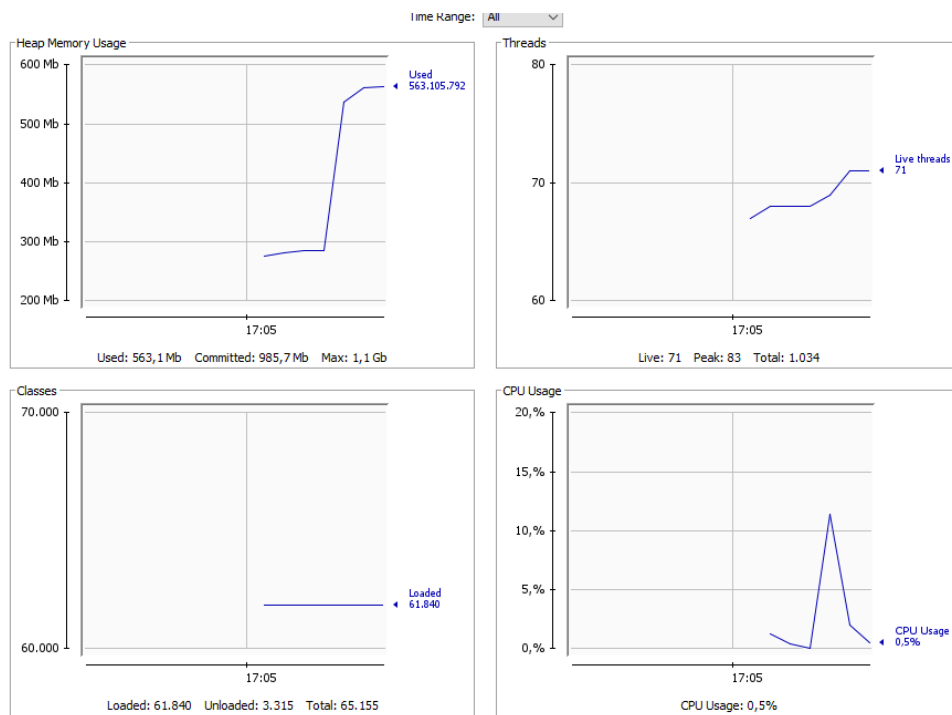 Time Range: All
Heap Memory Usage
600 Mb
500 Mb
400 Mb
300 Mb
200 Mb
Used
563.105.792
17:05
Used: 563,1 Mb Committed: 985,7 Mb Max: 1,1 Gb
Threads
80
70
60
Live threads
71
17:05
Live: 71 Peak: 83 Total: 1.034
Classes
70.000
60.000
Loaded
61.840
17:05
Loaded: 61.840 Unloaded: 3.315 Total: 65.155
CPU Usage
20,%
15,%
10,%
5,%
0,%
CPU Usage
0,5%
17:05
CPU Usage: 0,5%